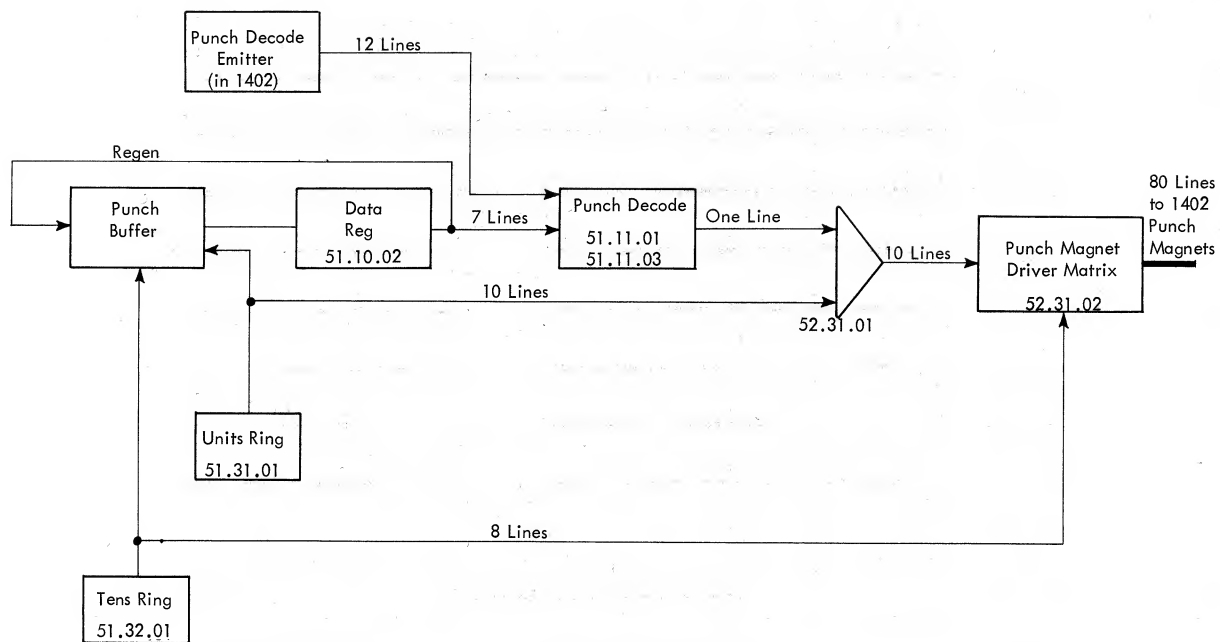 Punch Decode
Emitter
(in 1402)
12 Lines
Regen
Punch
Buffer
Data
Reg
51.10.02
7 Lines
Punch Decode
51.11.01
51.11.03
One Line
10 Lines
52.31.01
10 Lines
Punch Magnet
Driver Matrix
52.31.02
80 Lines
to 1402
Punch
Magnets
Units Ring
51.31.01
8 Lines
Tens Ring
51.32.01